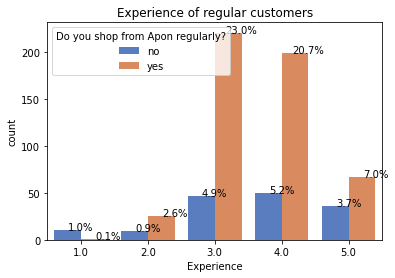 Experience of regular customers
Do you shop from Apon regularly?
no
yes
count
200
150
100
50
0
1.0%
0.1%
0.9%
2.6%
4.9%
23.0%
5.2%
20.7%
3.7%
7.0%
1.0 2.0 3.0 4.0 5.0
Experience